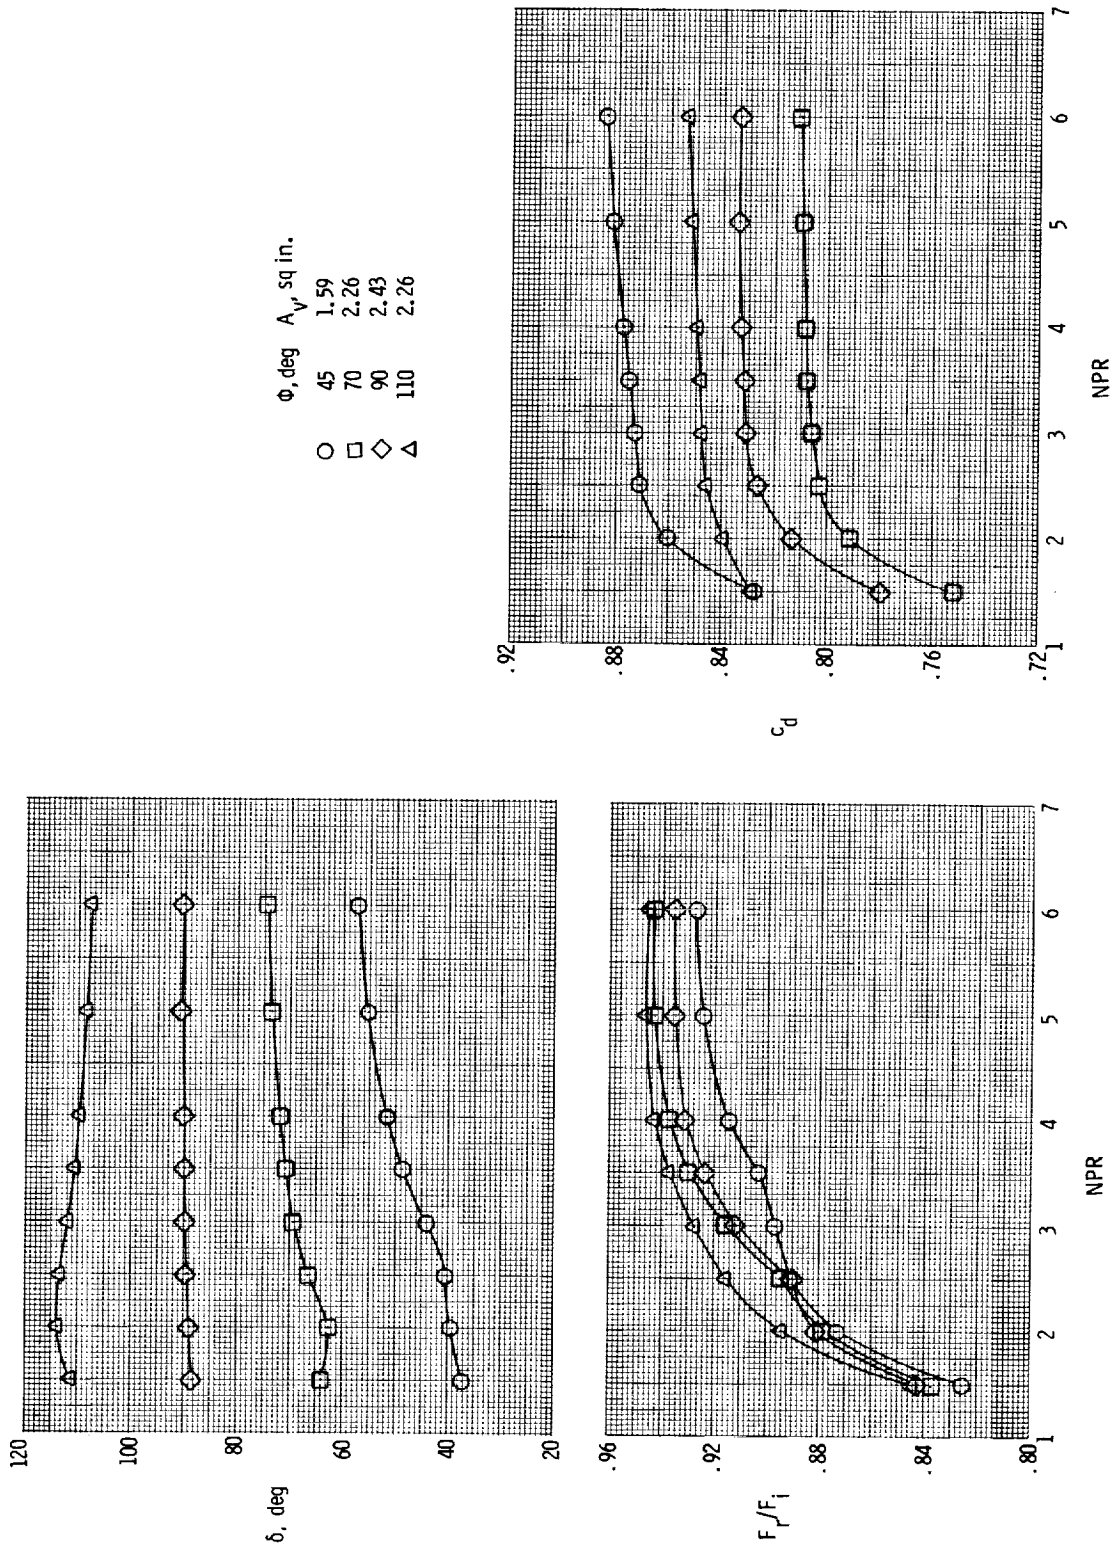 Φ, deg A_v, sq in.
45 1.59
70 2.26
90 2.43
110 2.26
120
100
80
60
40
20
δ, deg
.96
.92
.88
.84
.80
F_r/F_i
1 2 3 4 5 6 7
NPR
.92
.88
.84
.80
.76
.72
c_d
1 2 3 4 5 6 7
NPR